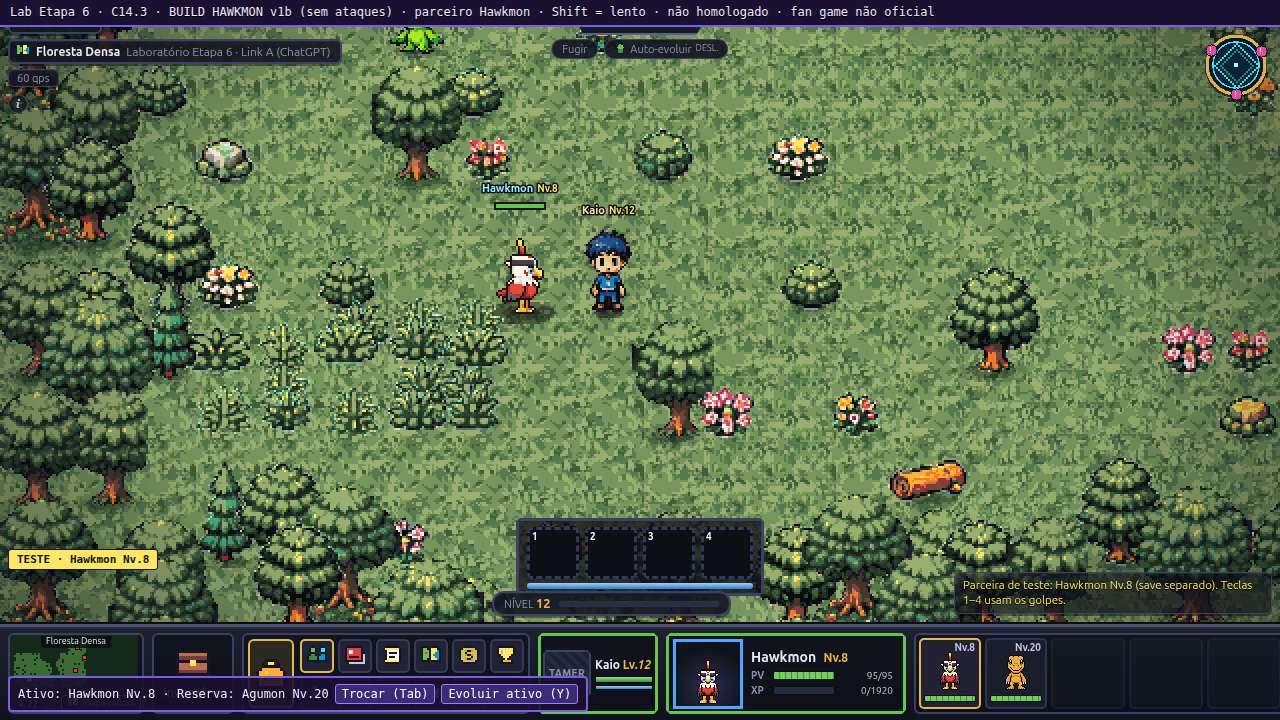 Lab Etapa 6 · C14.3 · BUILD HAWKMON v1b (sem ataques) · parceiro Hawkmon · Shift = lento · não homologado · fan game não oficial
Floresta Densa Laboratório Etapa 6 · Link A (ChatGPT)
Fugir
Auto-evoluir DESL.
60 qps
i
Hawkmon Nv.8
Kaio Nv.12
TESTE · Hawkmon Nv.8
1 2 3 4
NÍVEL 12
Parceira de teste: Hawkmon Nv.8 (save separado). Teclas
1–4 usam os golpes.
Floresta Densa
TAMER
Kaio Lv.12
Hawkmon Nv.8
PV 95/95
XP 0/1920
Nv.8
Nv.20
Ativo: Hawkmon Nv.8 · Reserva: Agumon Nv.20 Trocar (Tab) Evoluir ativo (Y)